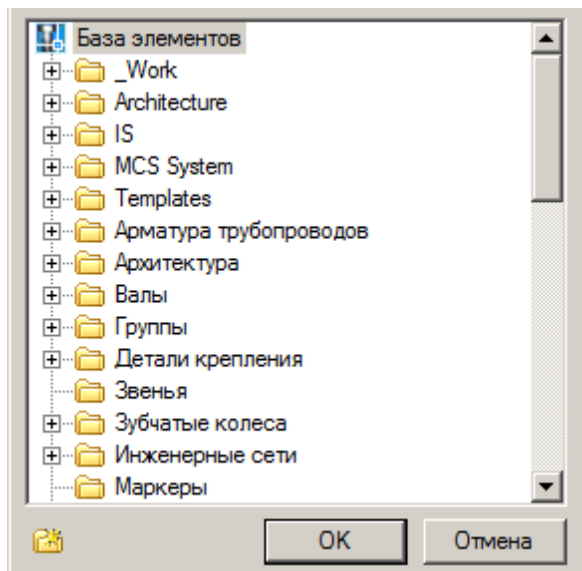 База элементов
_Work
Architecture
IS
MCS System
Templates
Арматура трубопроводов
Архитектура
Валы
Группы
Детали крепления
Звенья
Зубчатые колеса
Инженерные сети
Маркеры
OK Отмена